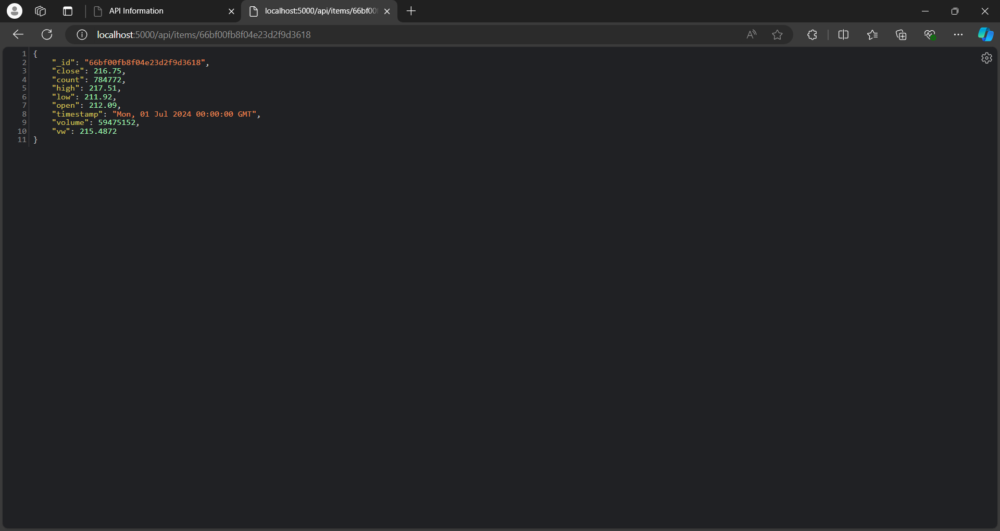 API Information
localhost:5000/api/items/66bf00
localhost:5000/api/items/66bf00fb8f04e23d2f9d3618
1 {
2 "_id": "66bf00fb8f04e23d2f9d3618",
3 "close": 216.75,
4 "count": 784772,
5 "high": 217.51,
6 "low": 211.92,
7 "open": 212.09,
8 "timestamp": "Mon, 01 Jul 2024 00:00:00 GMT",
9 "volume": 59475152,
10 "vw": 215.4872
11 }